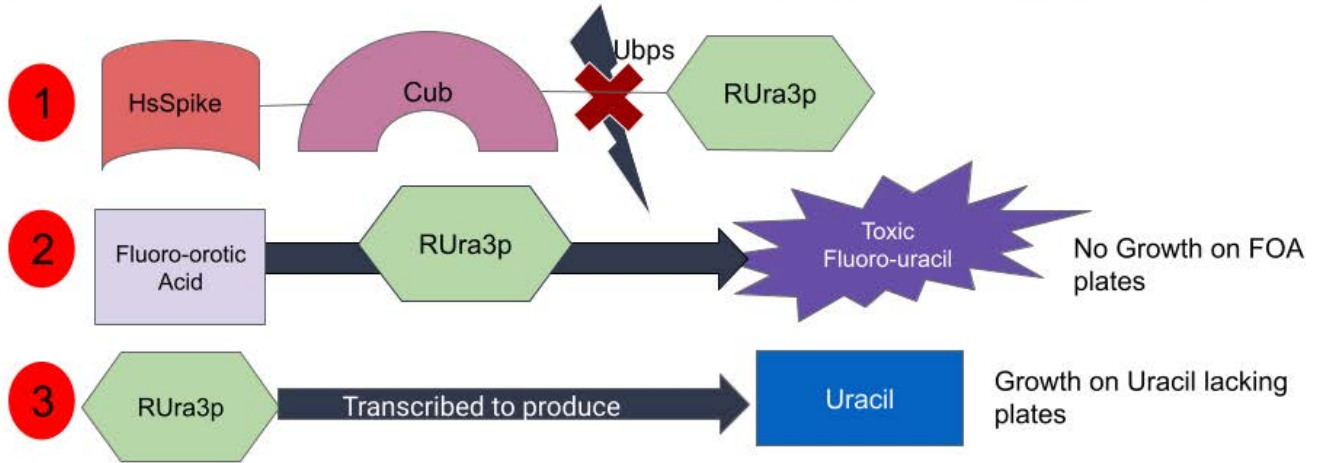 1
HsSpike
Cub
Ubps
RUra3p
2
Fluoro-orotic
Acid
RUra3p
Toxic
Fluoro-uracil
No Growth on FOA
plates
3
RUra3p
Transcribed to produce
Uracil
Growth on Uracil lacking
plates